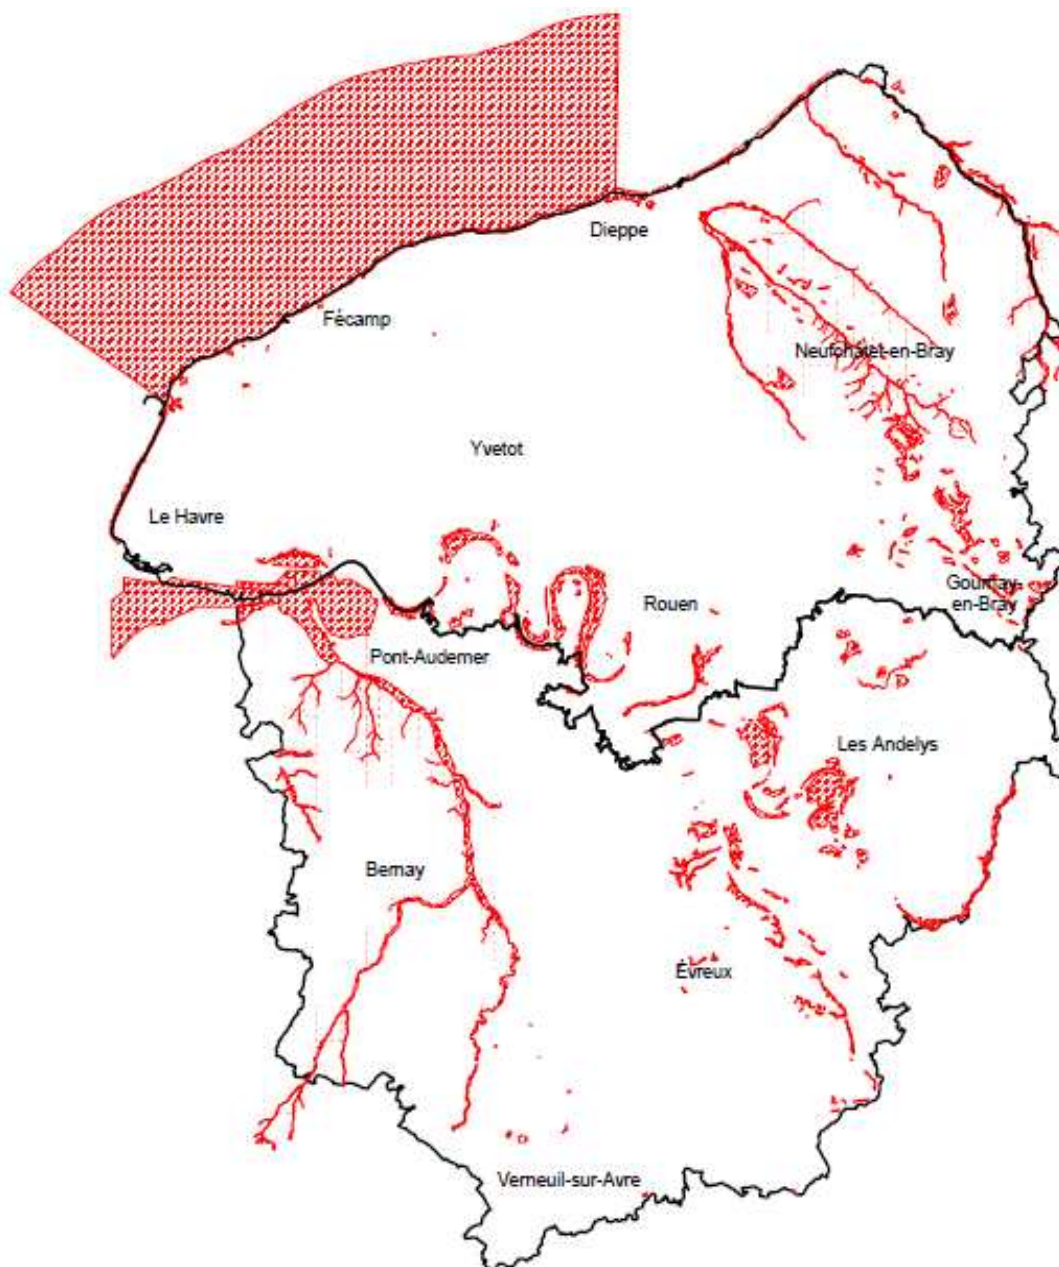 Dieppe
Fécamp
Neufchatel-en-Bray
Yvetot
Le Havre
Gournay-
en-Bray
Rouen
Pont-Audemer
Les Andelys
Bernay
Évreux
Verneuil-sur-Avre